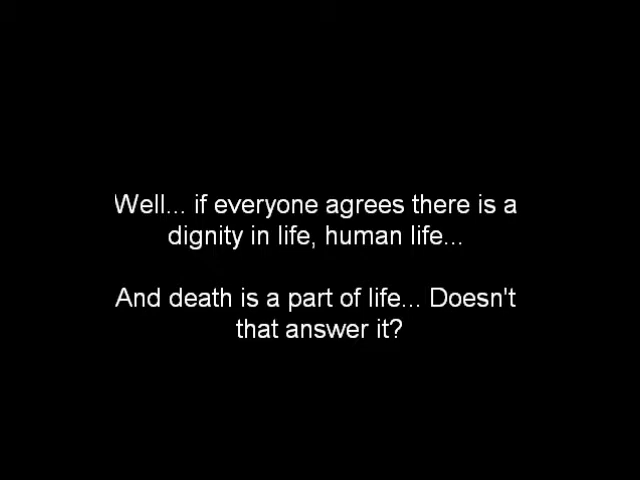 Well... if everyone agrees there is a
dignity in life, human life...
And death is a part of life... Doesn't
that answer it?